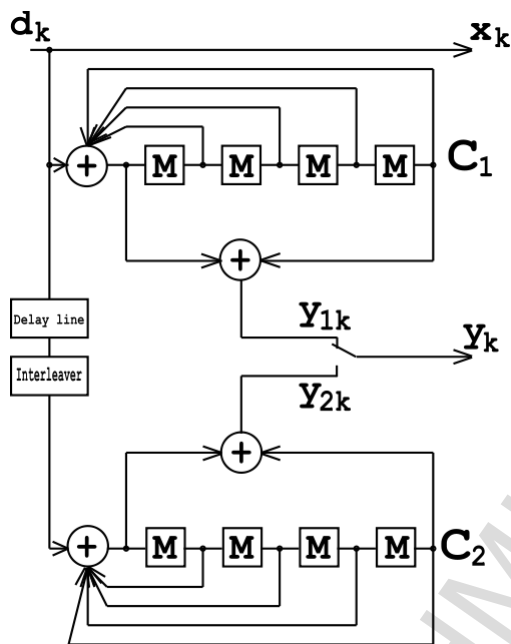 d_k
x_k
+ M M M M C_1
+
Delay line
y_1k
y_k
Interleaver
y_2k
+
+ M M M M C_2